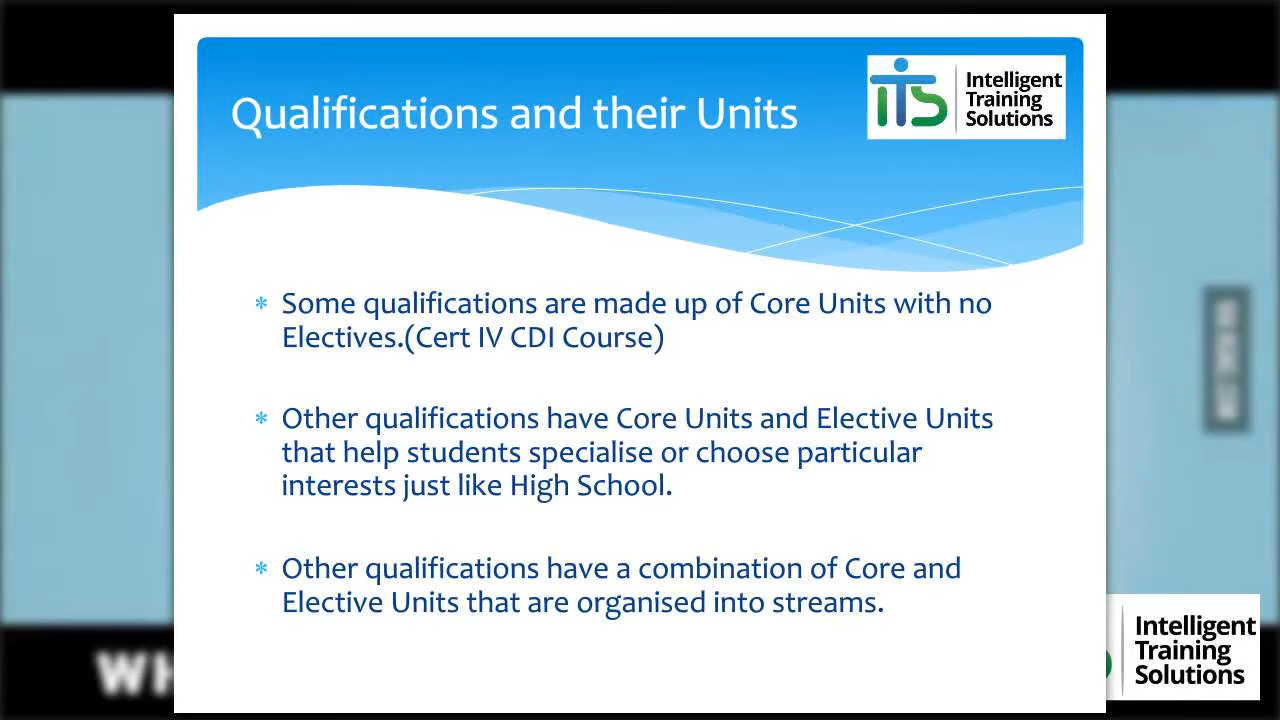 Qualifications and their Units
iTS
Intelligent
Training
Solutions
* Some qualifications are made up of Core Units with no
Electives.(Cert IV CDI Course)
* Other qualifications have Core Units and Elective Units
that help students specialise or choose particular
interests just like High School.
* Other qualifications have a combination of Core and
Elective Units that are organised into streams.
Intelligent
Training
Solutions
WH